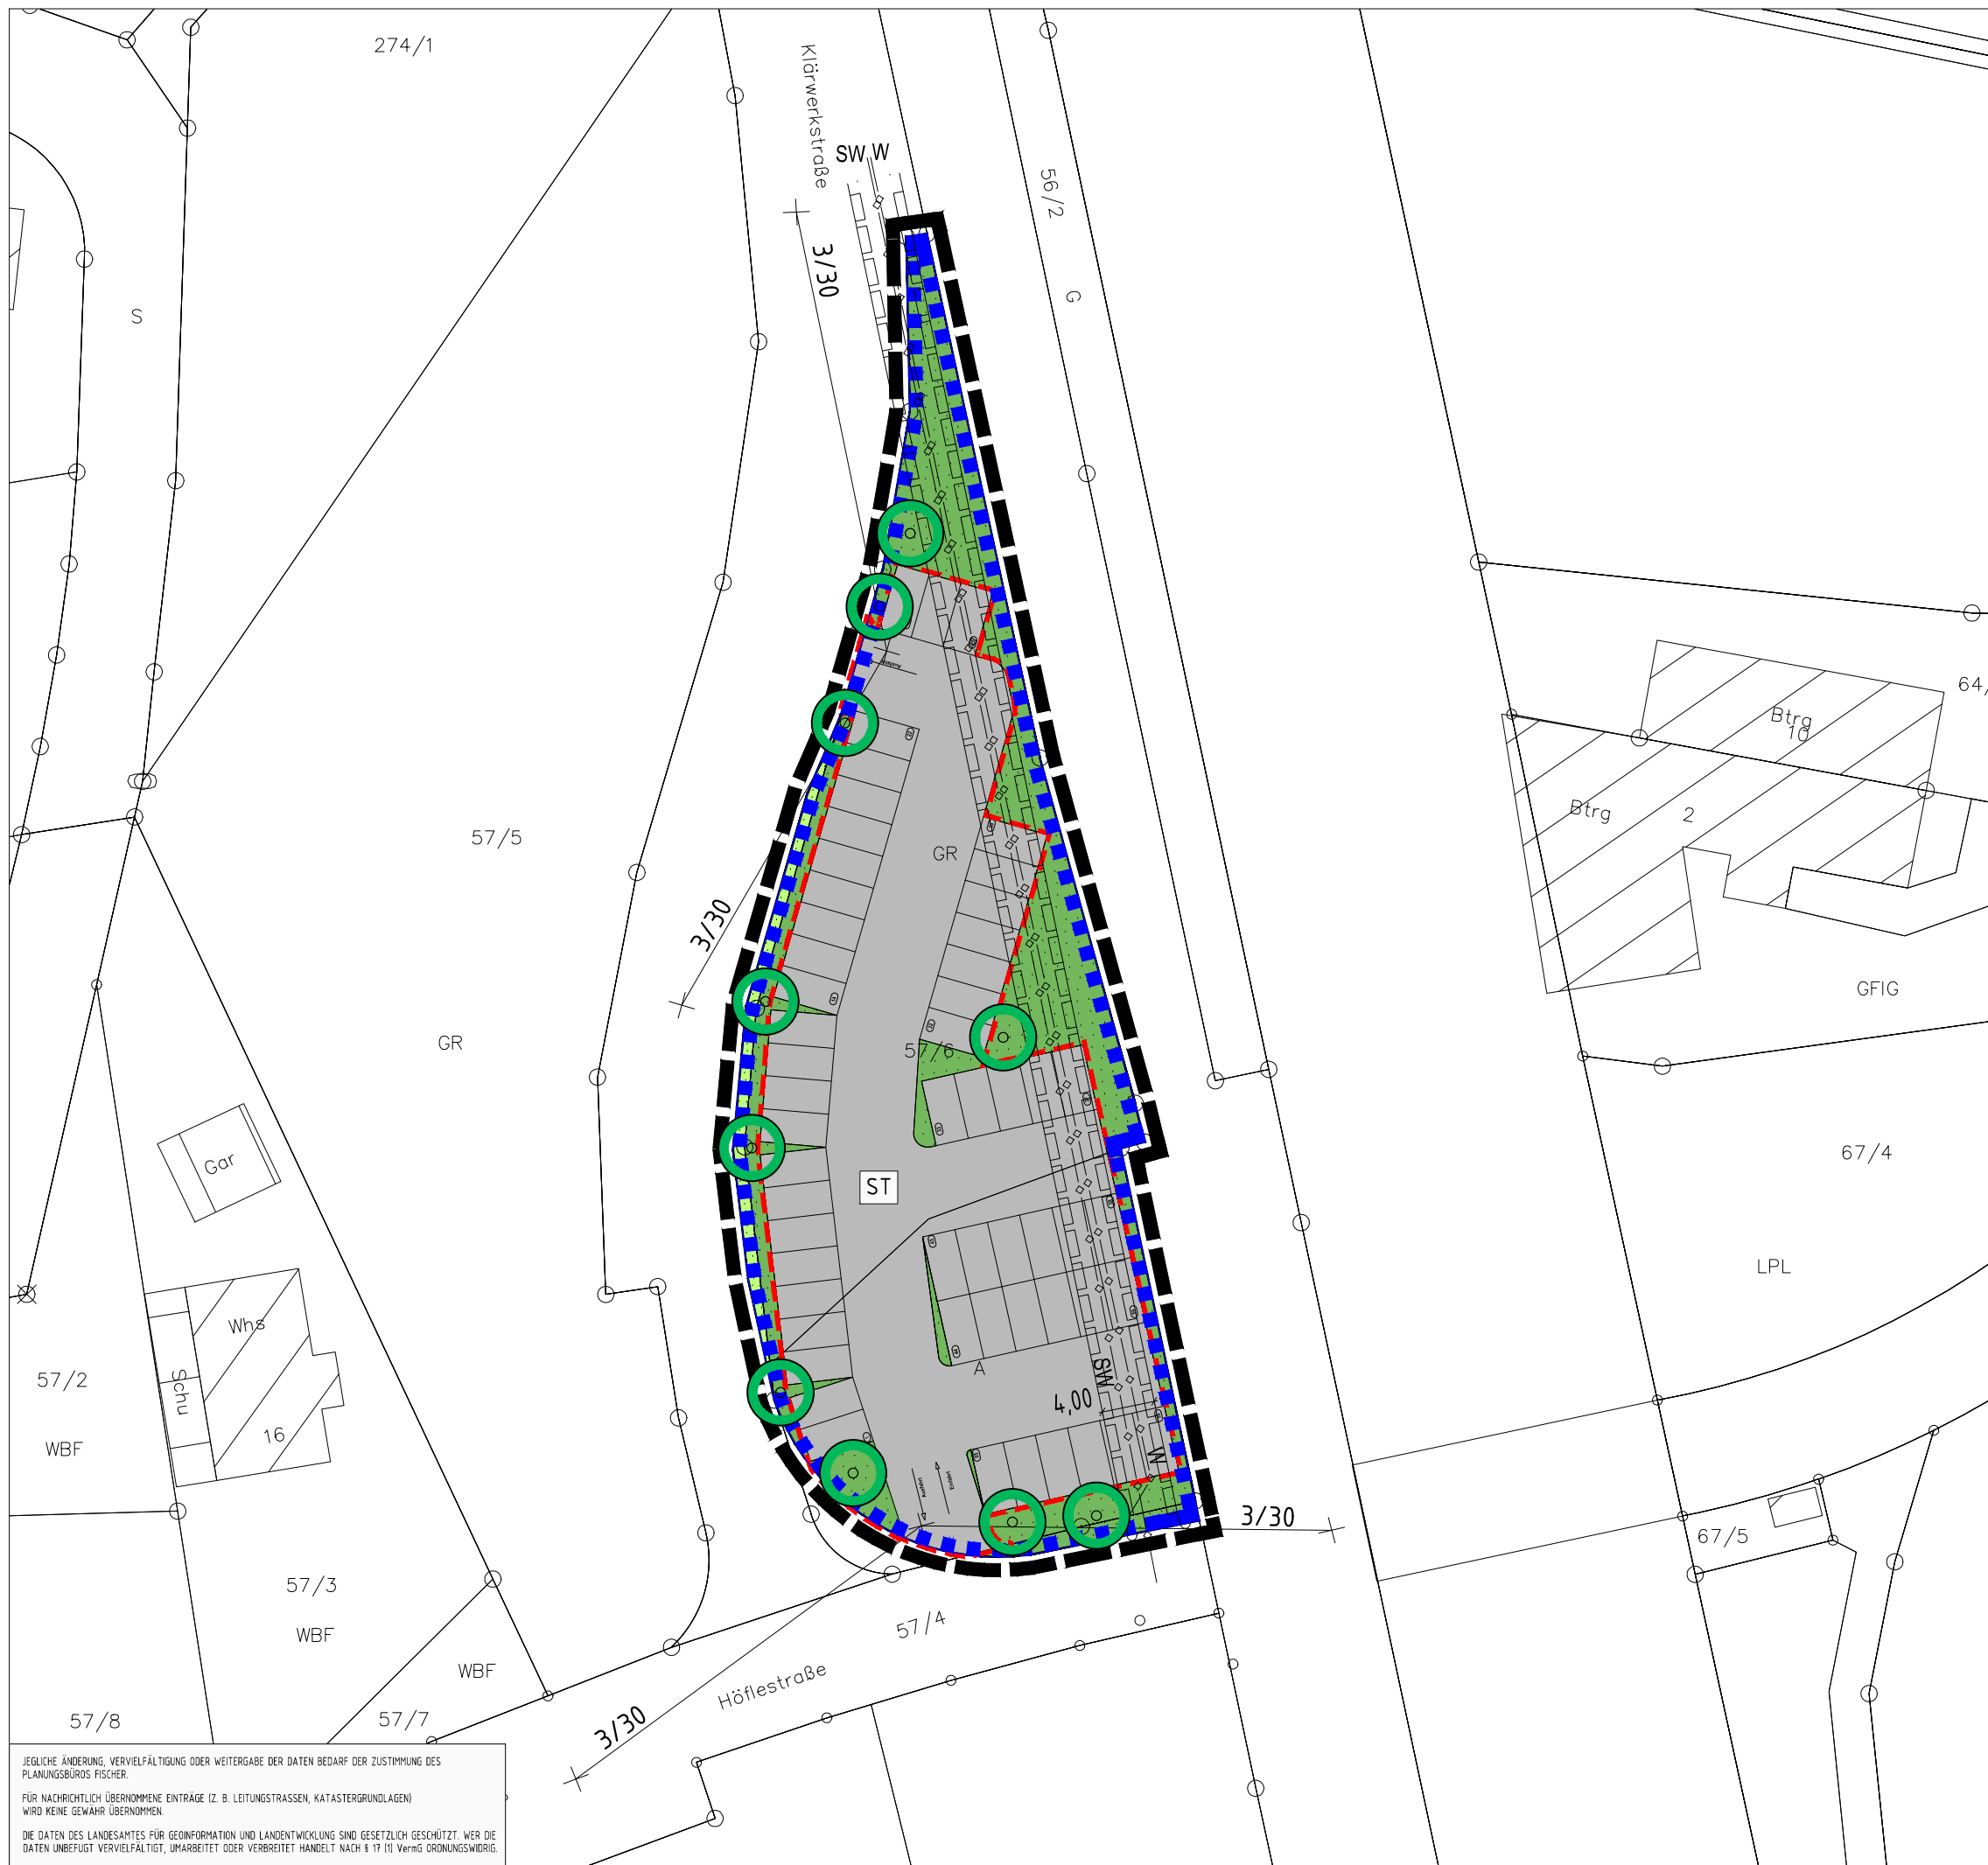 274/1
Klärwerkstraße
SW W
56/2
3/30
S
G
64/
Btrg
10
Btrg
2
57/5
GR
3/30
GFIG
GR
57/6
67/4
Gar
ST
LPL
Whs
Schu
57/2
A
SW
4,00
16
WBF
W
Ausfahrt
Einfahrt
3/30
67/5
57/3
57/4
WBF
WBF
Höflestraße
3/30
57/8
57/7
JEGLICHE ÄNDERUNG, VERVIELFÄLTIGUNG ODER WEITERGABE DER DATEN BEDARF DER ZUSTIMMUNG DES
PLANUNGSBÜROS FISCHER.
FÜR NACHRICHTLICH ÜBERNOMMENE EINTRÄGE (Z. B. LEITUNGSTRASSEN, KATASTERGRUNDLAGEN)
WIRD KEINE GEWÄHR ÜBERNOMMEN.
DIE DATEN DES LANDESAMTES FÜR GEOINFORMATION UND LANDENTWICKLUNG SIND GESETZLICH GESCHÜTZT. WER DIE
DATEN UNBEFUGT VERVIELFÄLTIGT, UMARBEITET ODER VERBREITET HANDELT NACH § 17 (1) VermG ORDNUNGSWIDRIG.